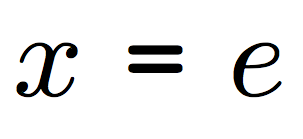 x = e